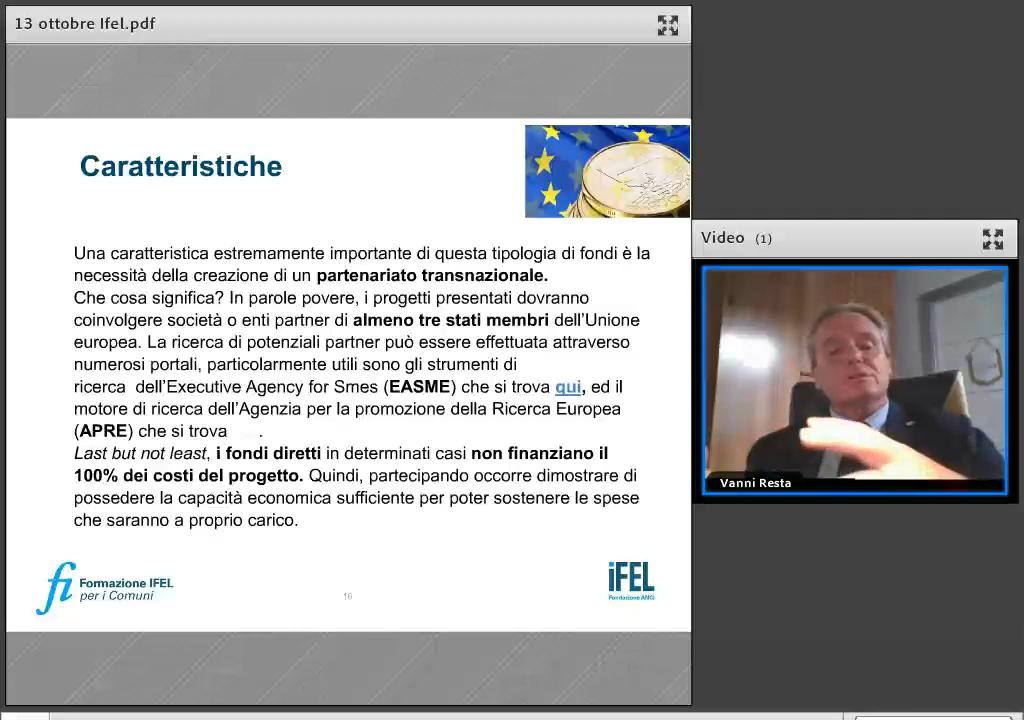 13 ottobre Ifel.pdf
Caratteristiche
Una caratteristica estremamente importante di questa tipologia di fondi è la
necessità della creazione di un partenariato transnazionale.
Che cosa significa? In parole povere, i progetti presentati dovranno
coinvolgere società o enti partner di almeno tre stati membri dell'Unione
europea. La ricerca di potenziali partner può essere effettuata attraverso
numerosi portali, particolarmente utili sono gli strumenti di
ricerca dell'Executive Agency for Smes (EASME) che si trova qui, ed il
motore di ricerca dell'Agenzia per la promozione della Ricerca Europea
(APRE) che si trova .
Last but not least, i fondi diretti in determinati casi non finanziano il
100% dei costi del progetto. Quindi, partecipando occorre dimostrare di
possedere la capacità economica sufficiente per poter sostenere le spese
che saranno a proprio carico.
fi Formazione IFEL
per i Comuni
16
iFEL
Fondazione ANCI
Video (1)
Vanni Resta